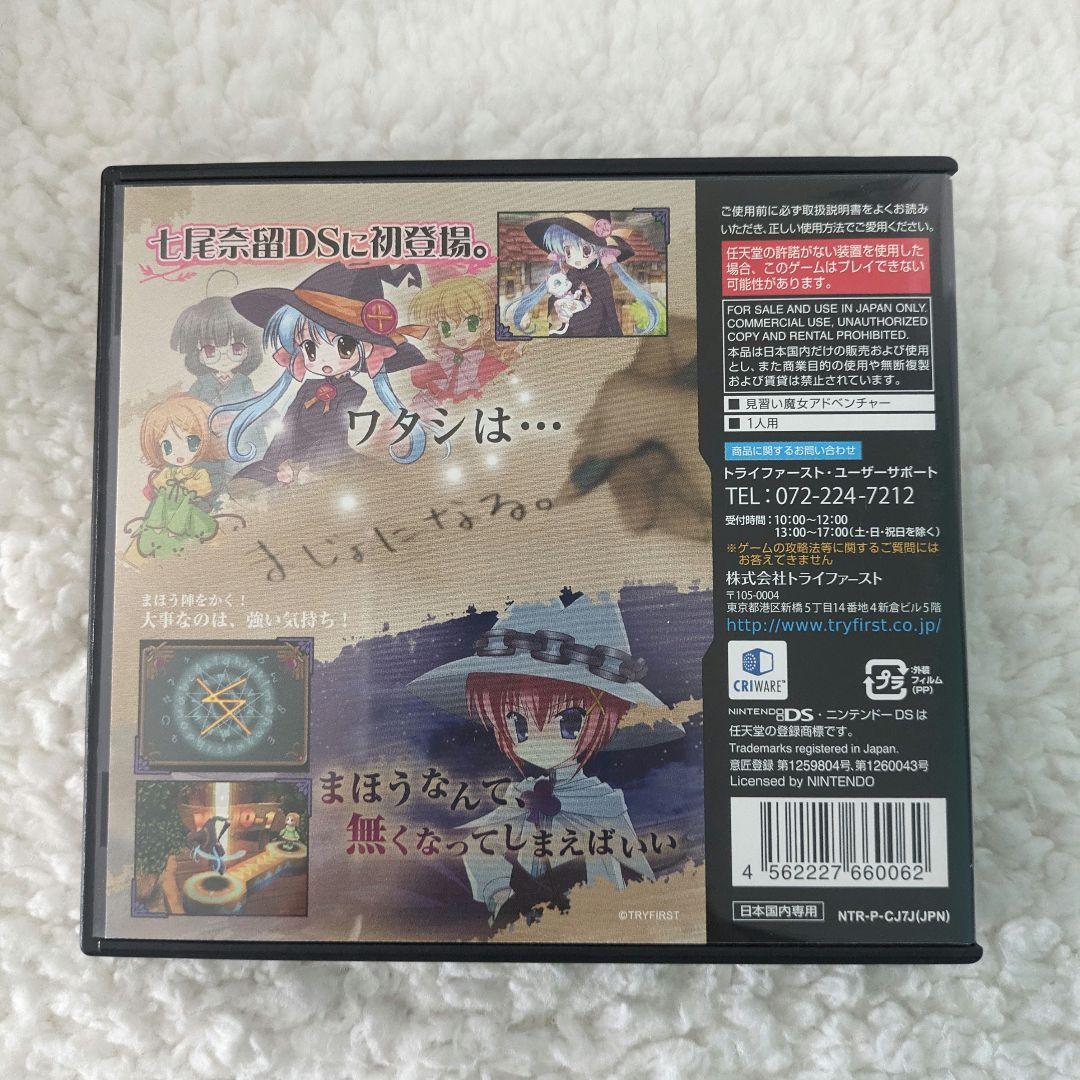 七尾奈留DSに初登場。
ワタシは…
まじょになる。
まほう陣をかく!
大事なのは、強い気持ち!
まほうなんて、
無くなってしまえばいい
©TRYFIRST
ご使用前に必ず取扱説明書をよくお読み
いただき、正しい使用方法でご愛用ください。
任天堂の許諾がない装置を使用した
場合、このゲームはプレイできない
可能性があります。
FOR SALE AND USE IN JAPAN ONLY.
COMMERCIAL USE, UNAUTHORIZED
COPY AND RENTAL PROHIBITED.
本品は日本国内だけの販売および使用
とし、また商業目的の使用や無断複製
および賃貸は禁止されています。
■ 見習い魔女アドベンチャー
■ 1人用
商品に関するお問い合わせ
トライファースト・ユーザーサポート
TEL：072-224-7212
受付時間：10:00～12:00
13:00～17:00(土・日・祝日を除く)
※ゲームの攻略法等に関するご質問には
お答えできません
株式会社トライファースト
〒105-0004
東京都港区新橋5丁目14番地4新倉ビル5階
http://www.tryfirst.co.jp/
CRIWARE™
プラ
:外装
フィルム
(PP)
NINTENDO DS・ニンテンドーDSは
任天堂の登録商標です。
Trademarks registered in Japan.
意匠登録 第1259804号、第1260043号
Licensed by NINTENDO
4 562227 660062
日本国内専用
NTR-P-CJ7J(JPN)